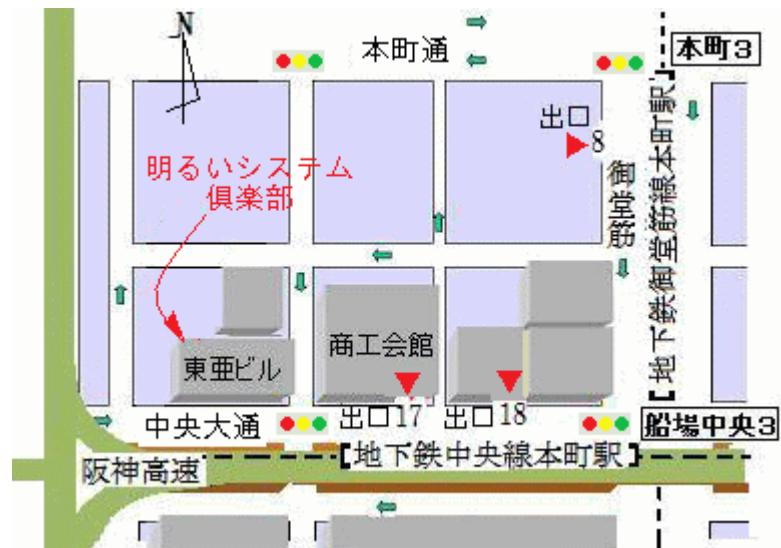 N
本町通
本町3
出口
8
明るいシステム
倶楽部
御堂筋
【地下鉄御堂筋線本町駅】
商工会館
東亜ビル
中央大通
出口17
出口18
船場中央3
【地下鉄中央線本町駅】
阪神高速